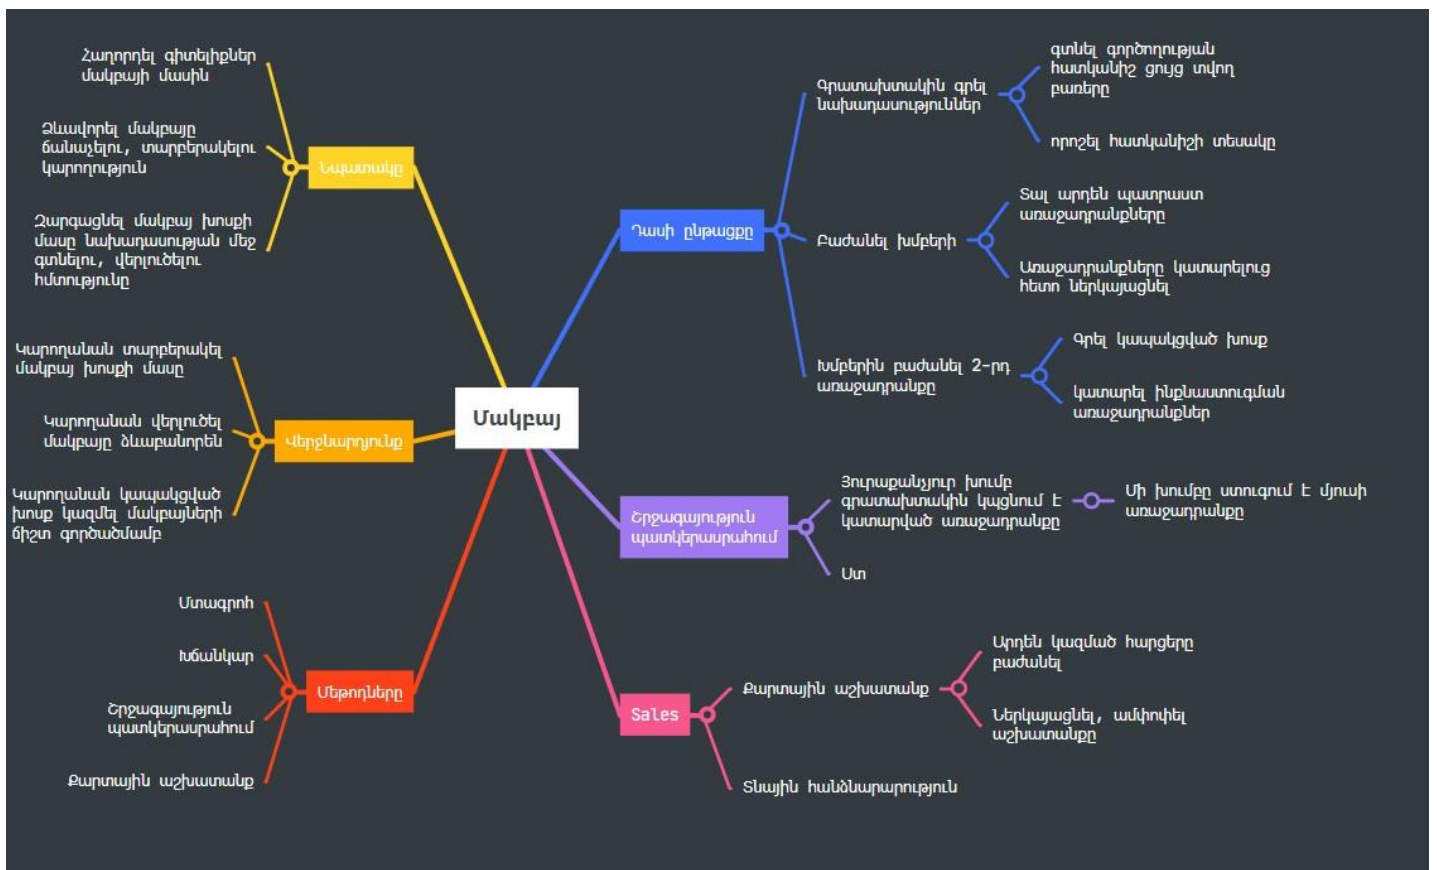 Հաղորդել գիտելիքներ
մակբայի մասին
Ձևավորել մակբայը
ճանաչելու, տարբերակելու
կարողություն
Զարգացնել մակբայ խոսքի
մասը նախադասության մեջ
գտնելու, վերլուծելու
հմտությունը
Նպատակը
Կարողանան տարբերակել
մակբայ խոսքի մասը
Կարողանան վերլուծել
մակբայը ձևաբանորեն
Կարողանան կապակցված
խոսք կազմել մակբայների
ճիշտ գործածմամբ
Վերջնարդյունք
Մտագրոհ
Խճանկար
Շրջագայություն
պատկերասրահում
Քարտային աշխատանք
Մեթոդները
Մակբայ
Դասի ընթացքը
Գրատախտակին գրել
նախադասություններ
գտնել գործողության
հատկանիշ ցույց տվող
բառերը
որոշել հատկանիշի տեսակը
Բաժանել խմբերի
Տալ արդեն պատրաստ
առաջադրանքները
Առաջադրանքները կատարելուց
հետո ներկայացնել
Խմբերին բաժանել 2-րդ
առաջադրանքը
Գրել կապակցված խոսք
կատարել ինքնաստուգման
առաջադրանքներ
Շրջագայություն
պատկերասրահում
Յուրաքանչյուր խումբ
գրատախտակին կպցնում է
կատարված առաջադրանքը
Մի խումբը ստուգում է մյուսի
առաջադրանքը
Ստ
Sales
Քարտային աշխատանք
Արդեն կազմած հարցերը
բաժանել
Ներկայացնել, ամփոփել
աշխատանքը
Տնային հանձնարարություն